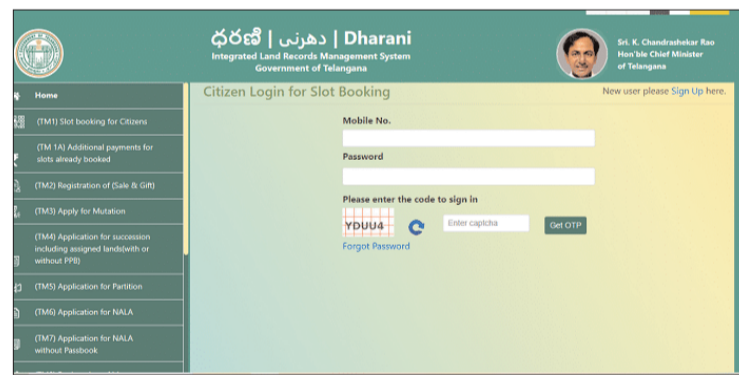 ధరణి | دھرنی | Dharani
Integrated Land Records Management System
Government of Telangana
Sri. K. Chandrashekar Rao
Hon'ble Chief Minister
of Telangana
Home
(TM1) Slot booking for Citizens
(TM 1A) Additional payments for
slots already booked
(TM2) Registration of (Sale & Gift)
(TM3) Apply for Mutation
(TM4) Application for succession
including assigned lands(with or
without PPB)
(TM5) Application for Partition
(TM6) Application for NALA
(TM7) Application for NALA
without Passbook
Citizen Login for Slot Booking
New user please Sign Up here.
Mobile No.
Password
Please enter the code to sign in
YDUU4
Enter captcha
Get OTP
Forgot Password